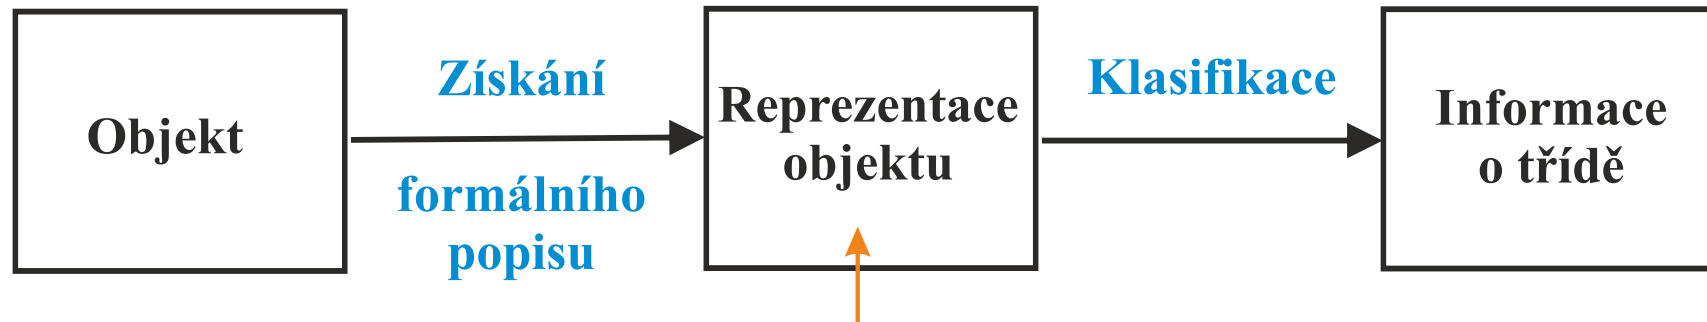 Objekt
Získání
formálního
popisu
Reprezentace
objektu
Klasifikace
Informace
o třídě